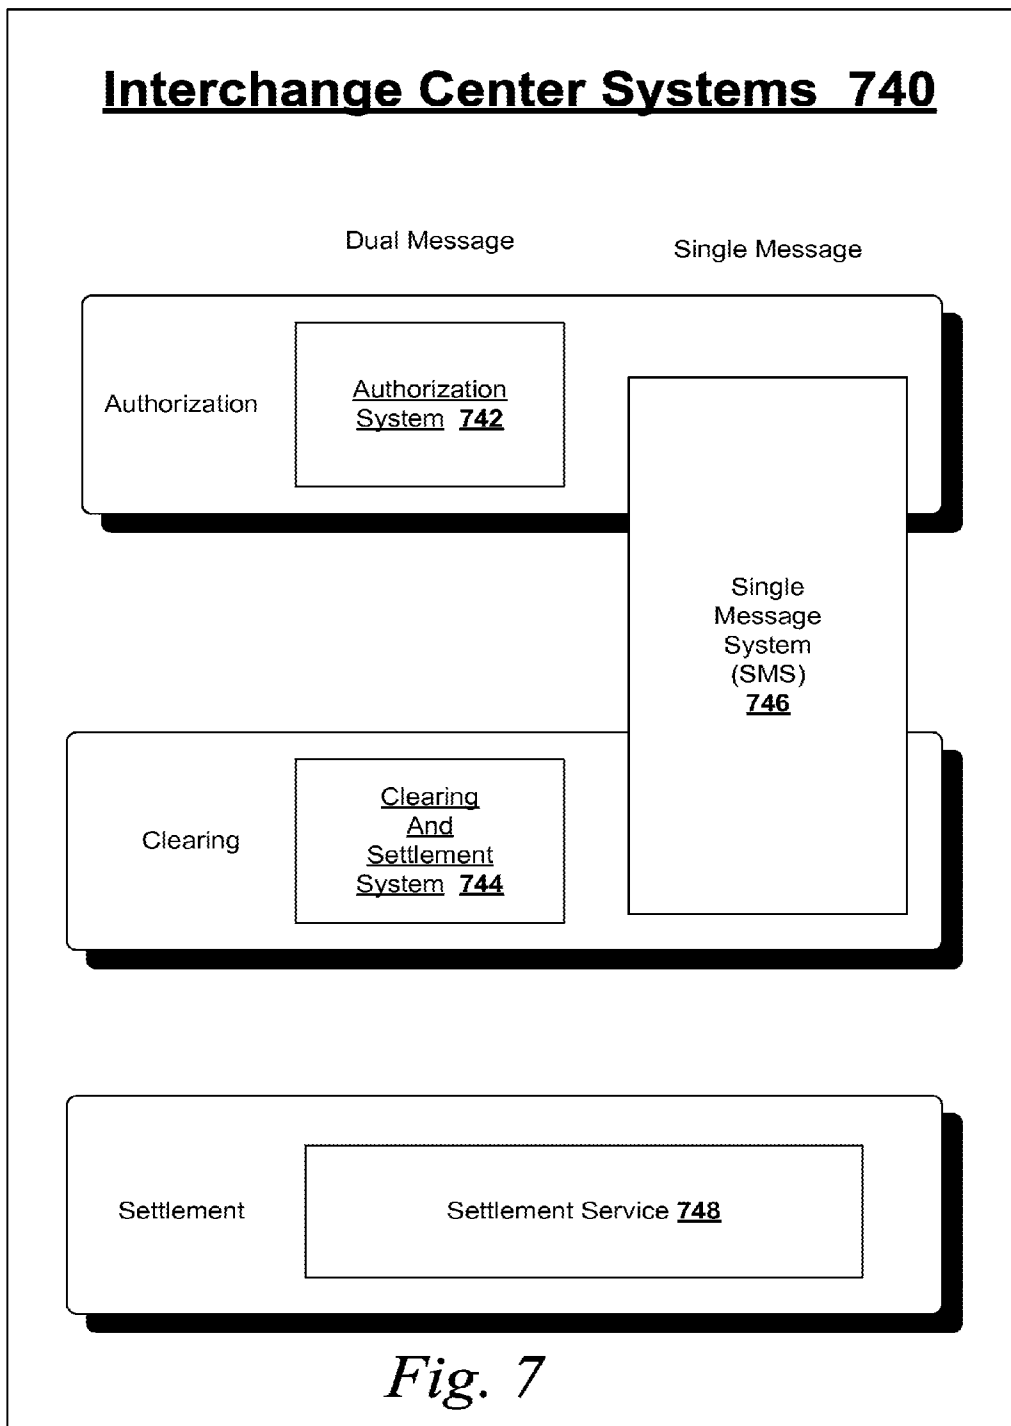 Interchange Center Systems 740
Dual Message
Single Message
Authorization
Authorization
System 742
Single
Message
System
(SMS)
746
Clearing
Clearing
And
Settlement
System 744
Settlement
Settlement Service 748
Fig. 7